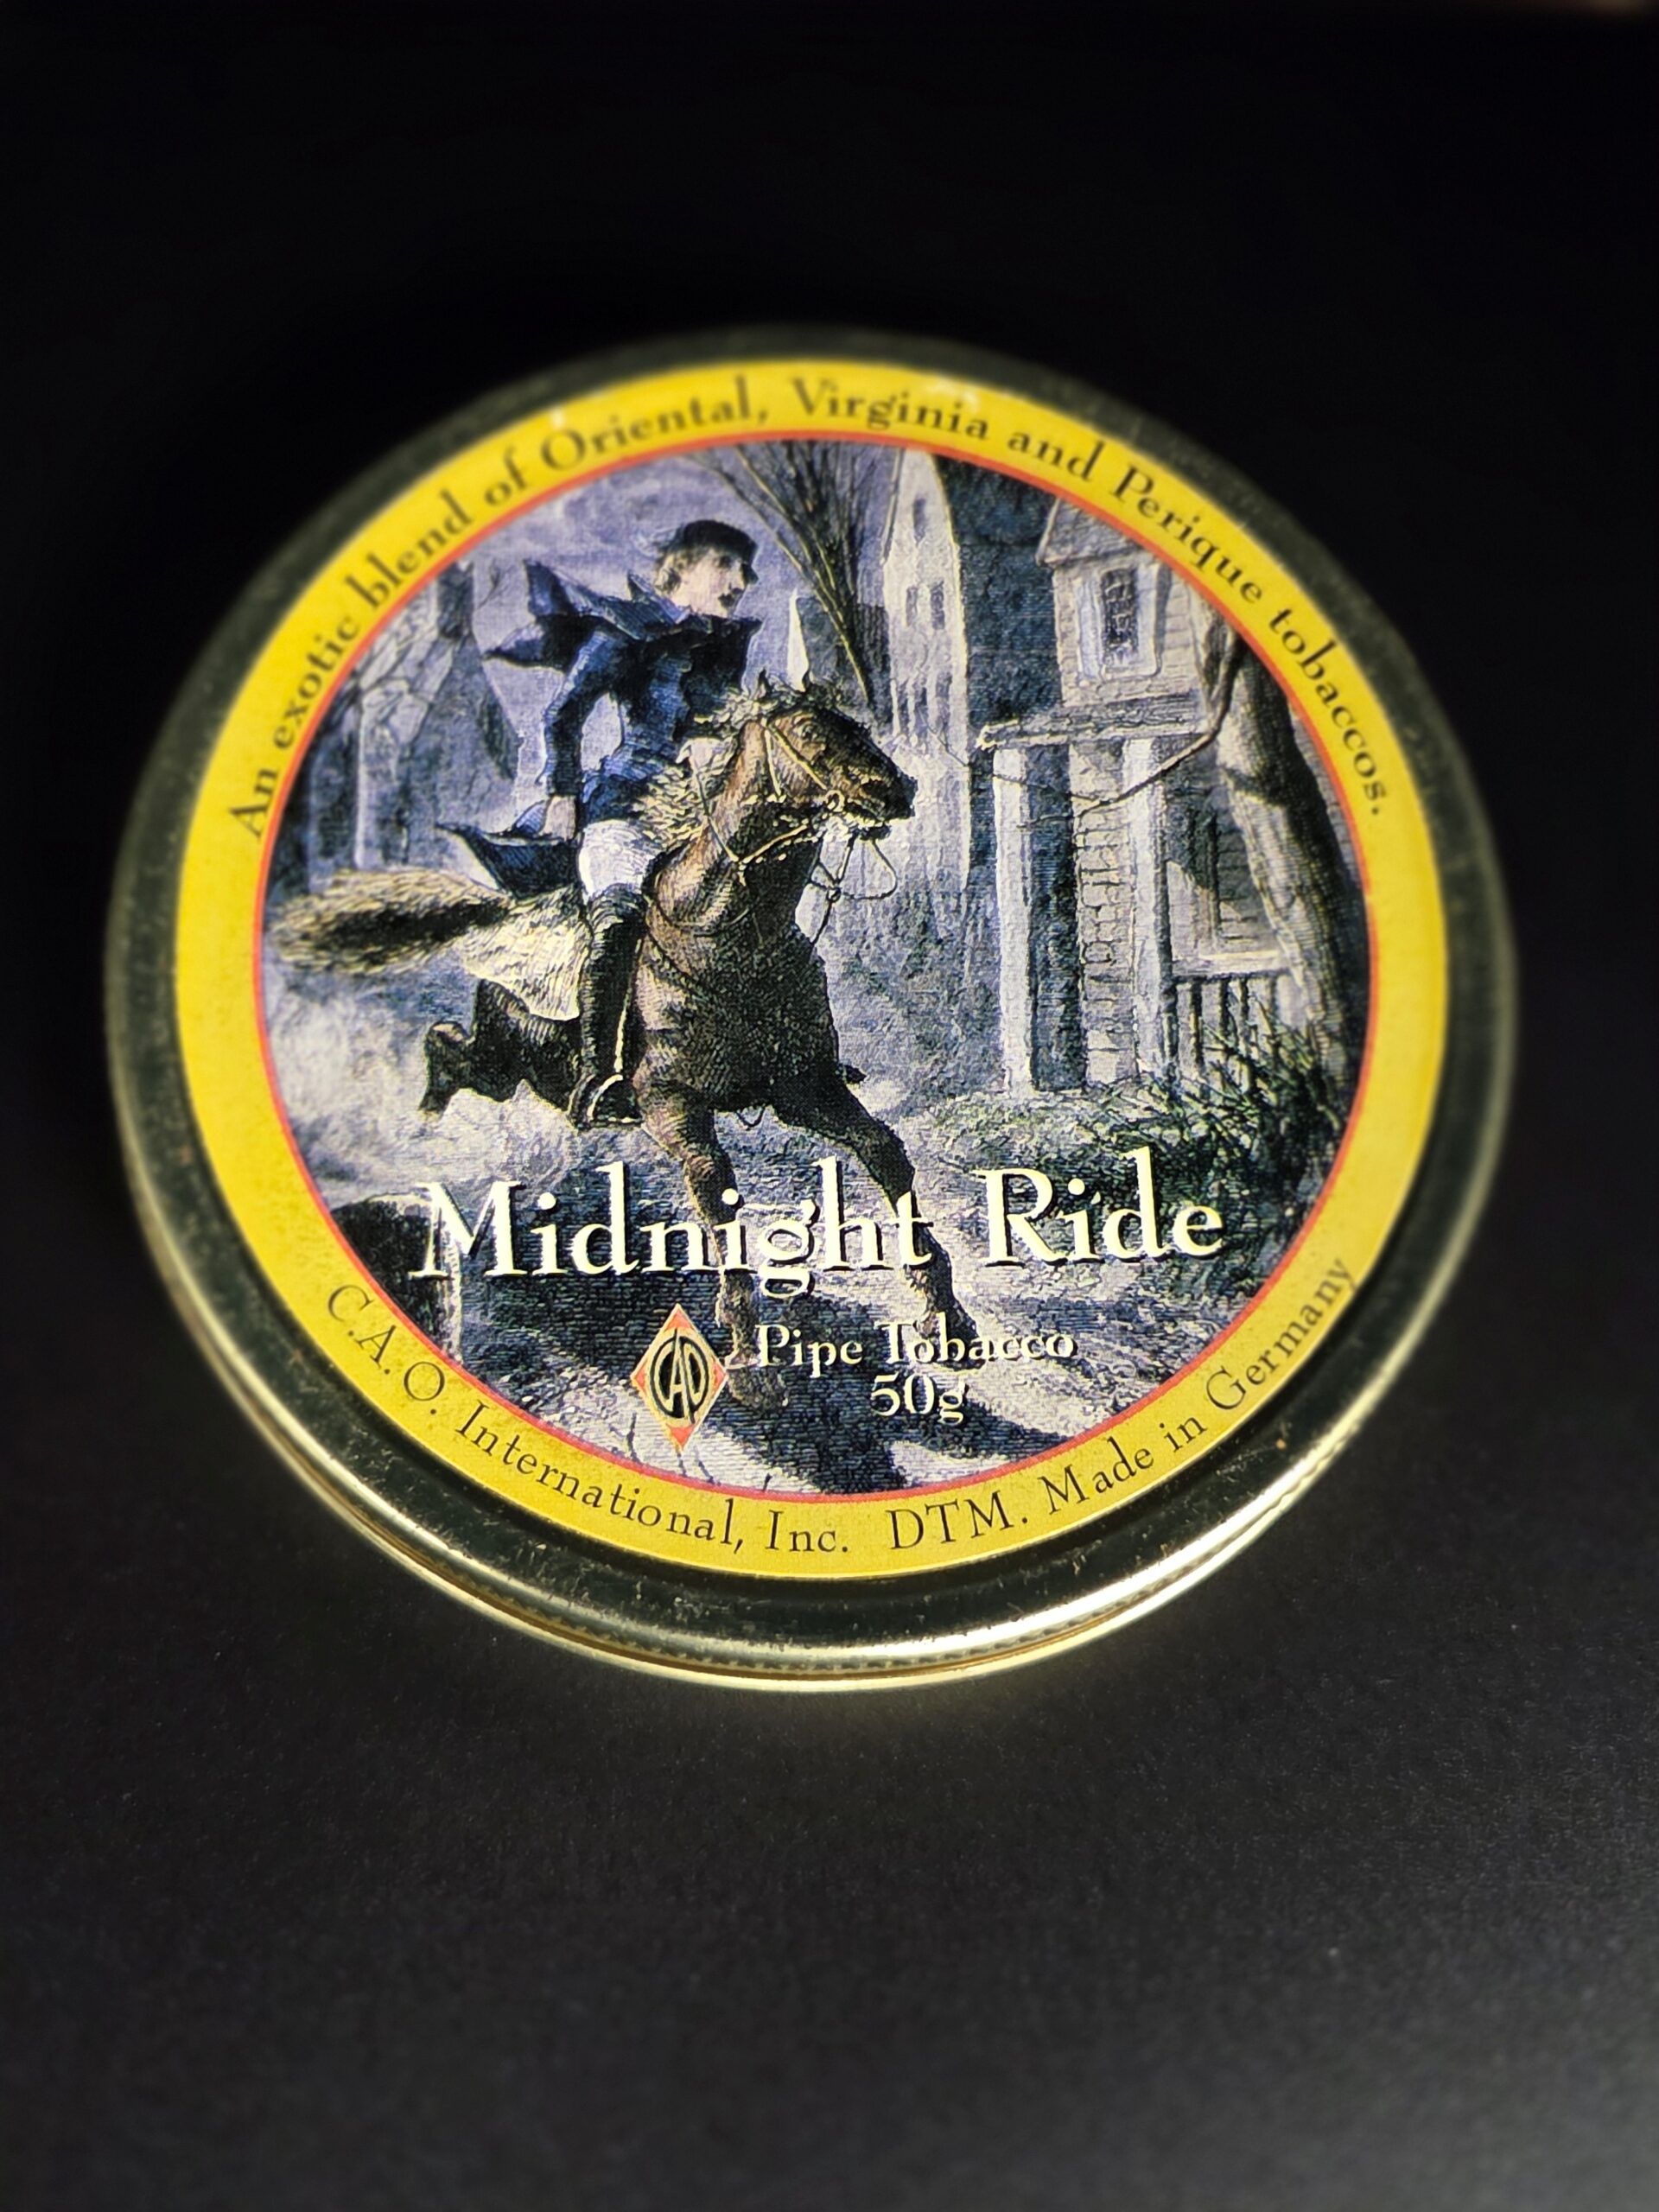 An exotic blend of Oriental, Virginia and Perique tobaccos.
Midnight Ride
CAO
Pipe Tobacco
50g
C.A.O. International, Inc. DTM. Made in Germany